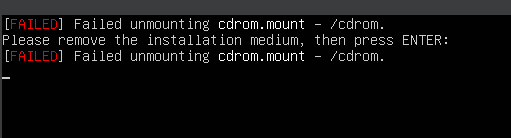 [FAILED] Failed unmounting cdrom.mount - /cdrom.
Please remove the installation medium, then press ENTER:
[FAILED] Failed unmounting cdrom.mount - /cdrom.